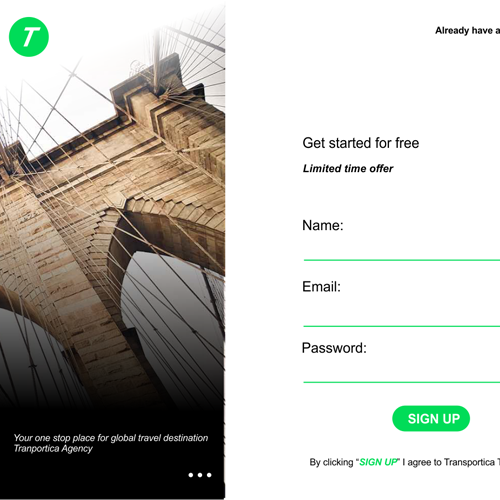 T
Already have a
Get started for free
Limited time offer
Name:
Email:
Password:
SIGN UP
By clicking "SIGN UP" I agree to Transportica T
Your one stop place for global travel destination
Tranportica Agency